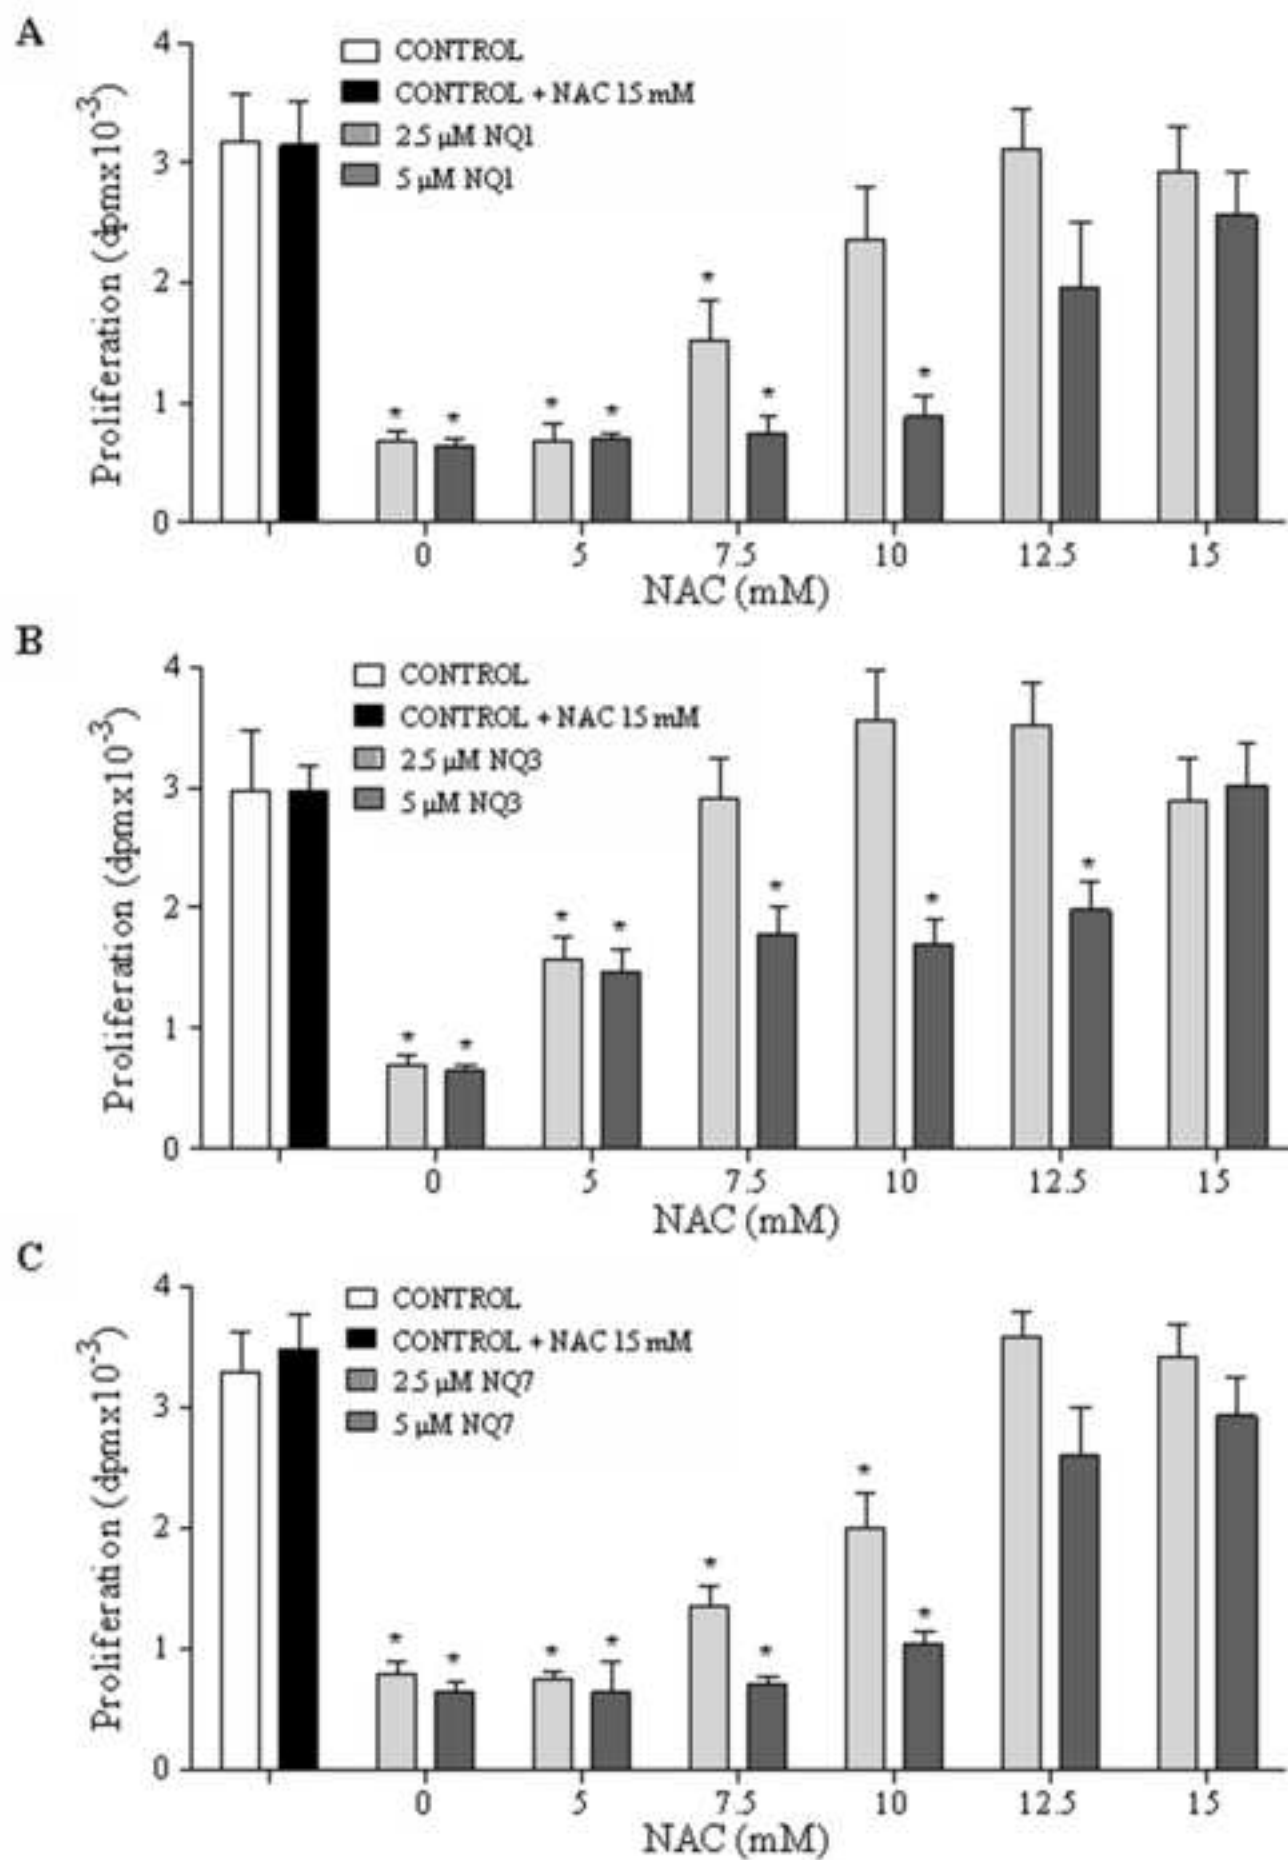 A
4
3
2
1
0
Proliferation (dpmx10⁻³)
CONTROL
CONTROL + NAC 15 mM
2.5 µM NQ1
5 µM NQ1
* * * * * * *
0 5 7.5 10 12.5 15
NAC (mM)
B
4
3
2
1
0
Proliferation (dpmx10⁻³)
CONTROL
CONTROL + NAC 15 mM
2.5 µM NQ3
5 µM NQ3
* * * * * * *
0 5 7.5 10 12.5 15
NAC (mM)
C
4
3
2
1
0
Proliferation (dpmx10⁻³)
CONTROL
CONTROL + NAC 15 mM
2.5 µM NQ7
5 µM NQ7
* * * * * * * *
0 5 7.5 10 12.5 15
NAC (mM)